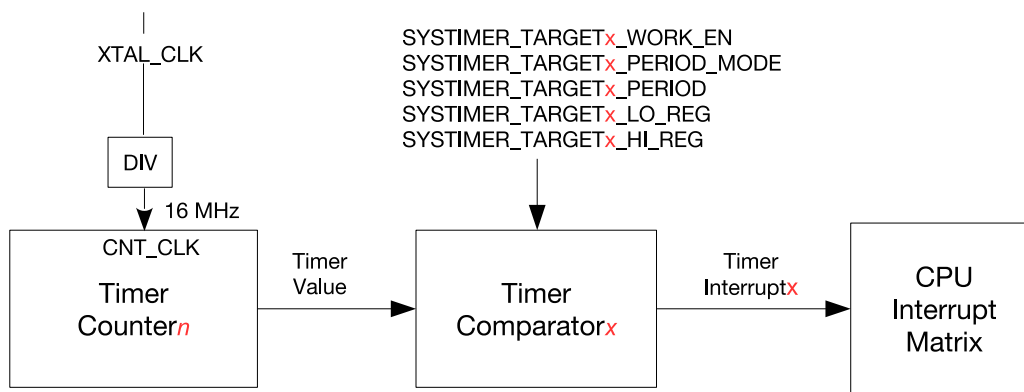 XTAL_CLK
DIV
16 MHz
SYSTIMER_TARGETx_WORK_EN
SYSTIMER_TARGETx_PERIOD_MODE
SYSTIMER_TARGETx_PERIOD
SYSTIMER_TARGETx_LO_REG
SYSTIMER_TARGETx_HI_REG
CNT_CLK
Timer
Countern
Timer
Value
Timer
Comparatorx
Timer
Interruptx
CPU
Interrupt
Matrix